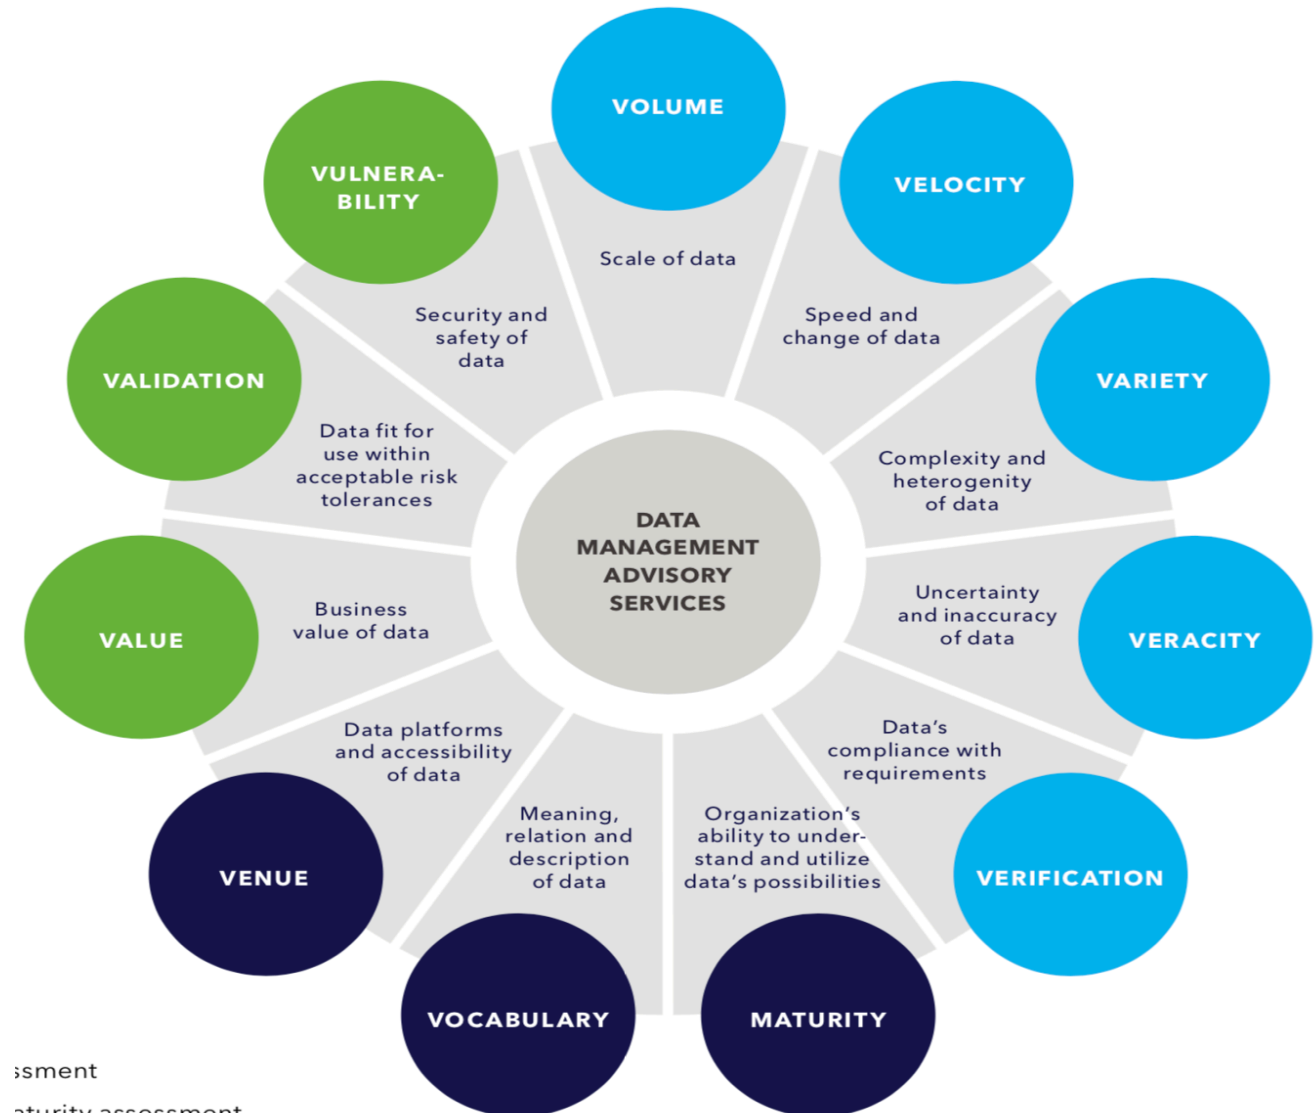 VOLUME
Scale of data
VELOCITY
Speed and
change of data
VARIETY
Complexity and
heterogenity
of data
VERACITY
Uncertainty
and inaccuracy
of data
VERIFICATION
Data’s
compliance with
requirements
MATURITY
Organization’s
ability to under-
stand and utilize
data’s possibilities
VOCABULARY
Meaning,
relation and
description
of data
VENUE
Data platforms
and accessibility
of data
VALUE
Business
value of data
VALIDATION
Data fit for
use within
acceptable risk
tolerances
VULNERA-
BILITY
Security and
safety of
data
DATA
MANAGEMENT
ADVISORY
SERVICES
ssment
aturity assessment